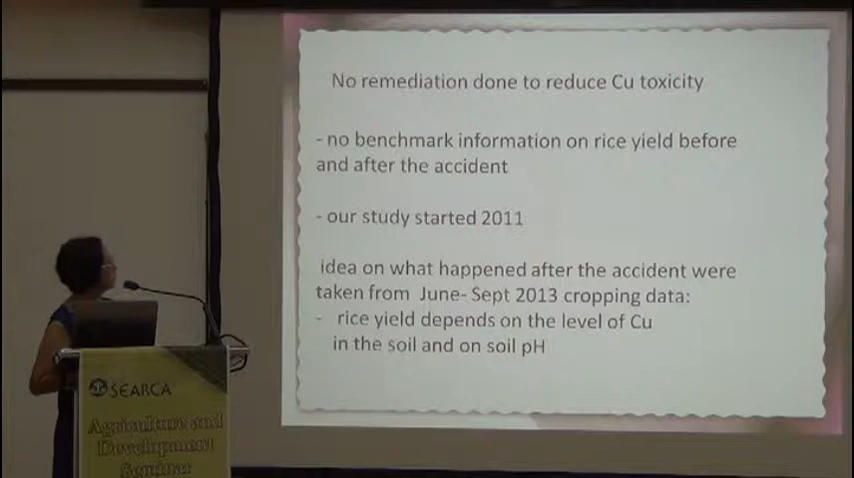 No remediation done to reduce Cu toxicity
- no benchmark information on rice yield before
and after the accident
- our study started 2011
idea on what happened after the accident were
taken from June- Sept 2013 cropping data:
- rice yield depends on the level of Cu
in the soil and on soil pH
SEARCA
Agriculture and
Development
Seminar